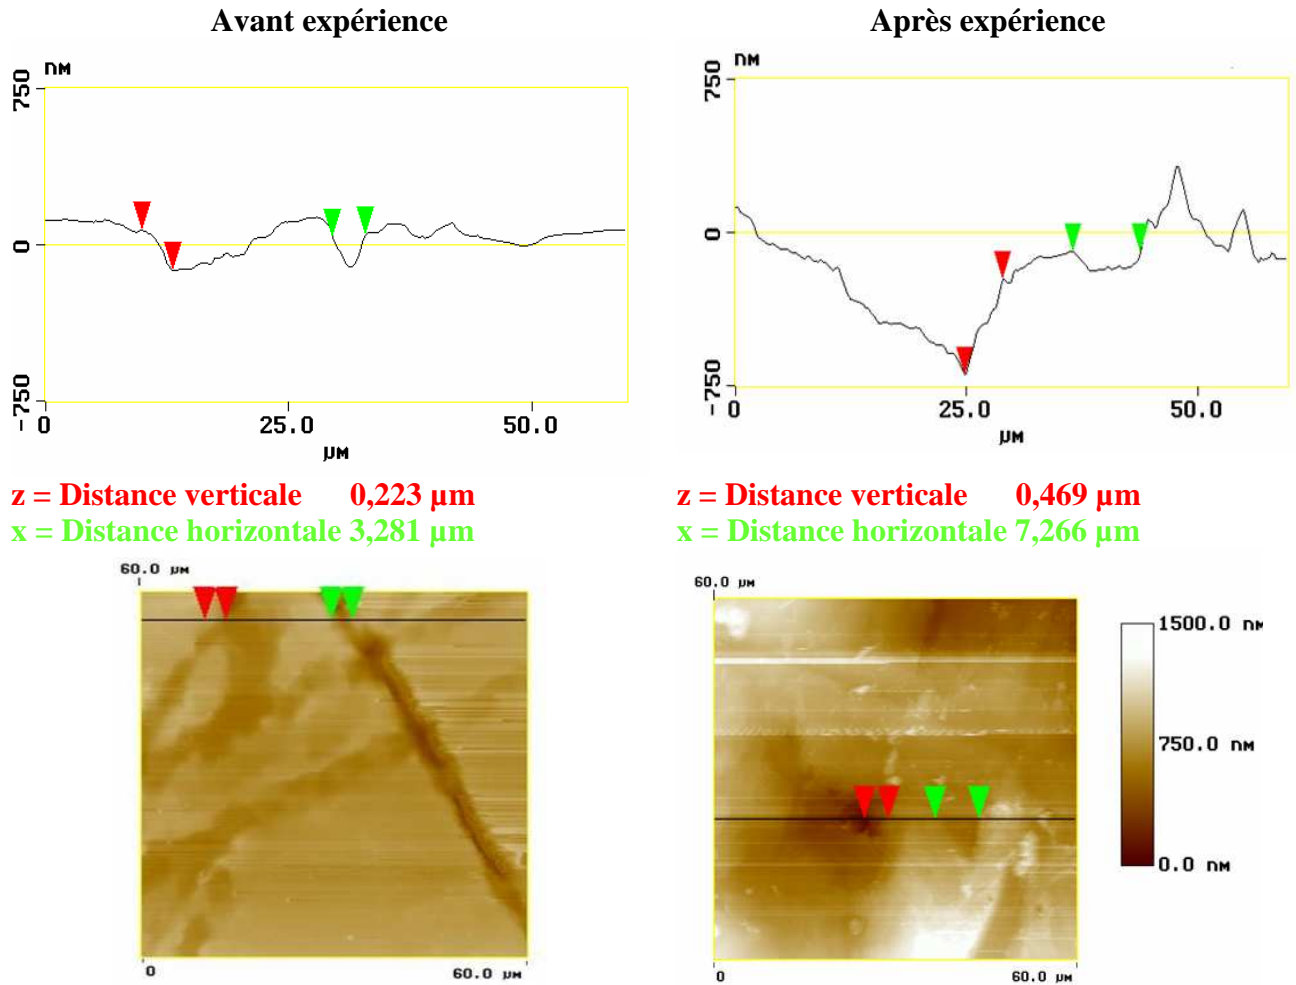 Avant expérience
Après expérience
nM
750
0
-750
0
25.0
50.0
µM
nM
750
0
-750
0
25.0
50.0
µM
z = Distance verticale 0,223 µm
x = Distance horizontale 3,281 µm
z = Distance verticale 0,469 µm
x = Distance horizontale 7,266 µm
60.0 µM
0
60.0 µM
60.0 µM
0
60.0 µM
1500.0 nM
750.0 nM
0.0 nM